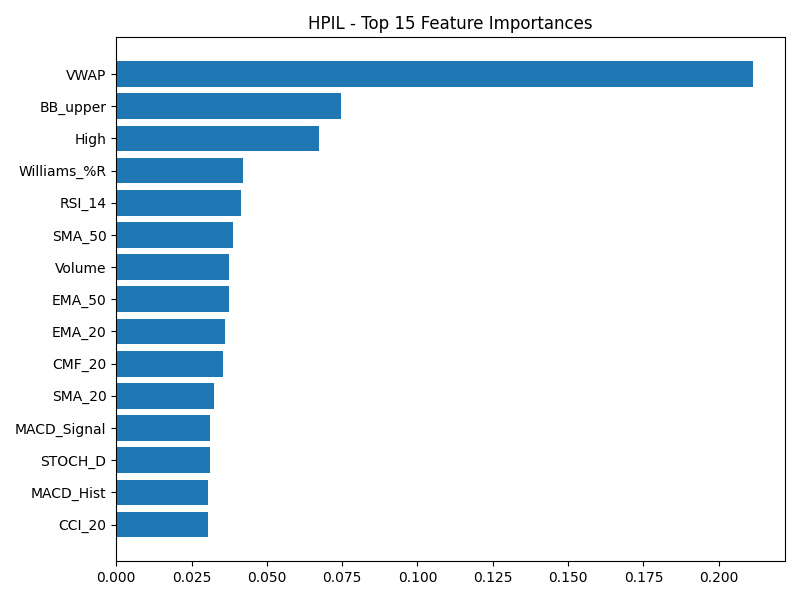 HPIL - Top 15 Feature Importances
VWAP
BB_upper
High
Williams_%R
RSI_14
SMA_50
Volume
EMA_50
EMA_20
CMF_20
SMA_20
MACD_Signal
STOCH_D
MACD_Hist
CCI_20
0.000 0.025 0.050 0.075 0.100 0.125 0.150 0.175 0.200